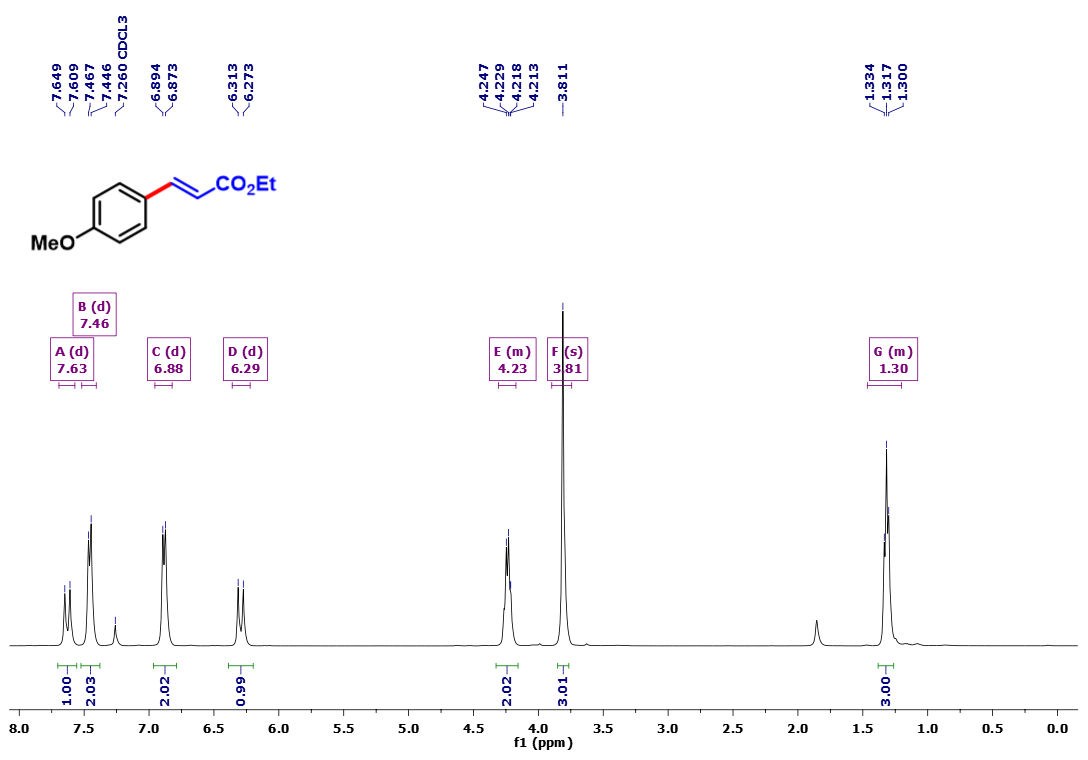 7.649
7.609
7.467
7.446
7.260 CDCL3
6.894
6.873
6.313
6.273
4.247
4.229
4.218
4.213
3.811
1.334
1.317
1.300
CO2Et
MeO
B (d)
7.46
A (d)
7.63
C (d)
6.88
D (d)
6.29
E (m)
4.23
F (s)
3.81
G (m)
1.30
1.00
2.03
2.02
0.99
2.02
3.01
3.00
8.0 7.5 7.0 6.5 6.0 5.5 5.0 4.5 4.0 3.5 3.0 2.5 2.0 1.5 1.0 0.5 0.0
f1 (ppm)